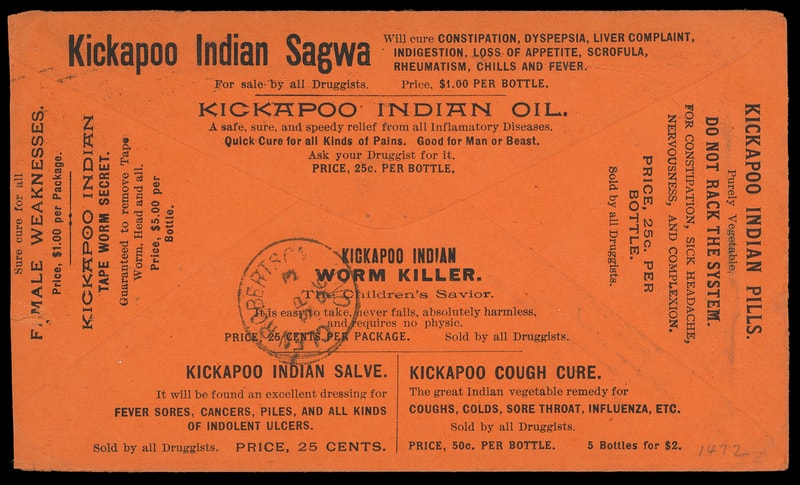 Kickapoo Indian Sagwa
Will cure CONSTIPATION, DYSPEPSIA, LIVER COMPLAINT,
INDIGESTION, LOSS OF APPETITE, SCROFULA,
RHEUMATISM, CHILLS AND FEVER.
For sale by all Druggists. Price, $1.00 PER BOTTLE.
KICKAPOO INDIAN OIL.
A safe, sure, and speedy relief from all Inflamatory Diseases.
Quick Cure for all Kinds of Pains. Good for Man or Beast.
Ask your Druggist for it.
PRICE, 25c. PER BOTTLE.
Sure cure for all
FEMALE WEAKNESSES.
Price, $1.00 per Package.
KICKAPOO INDIAN
TAPE WORM SECRET.
Guaranteed to remove Tape
Worm, Head and all.
Price, $5.00 per
Bottle.
KICKAPOO INDIAN PILLS.
Purely Vegetable.
DO NOT RACK THE SYSTEM.
FOR CONSTIPATION, SICK HEADACHE,
NERVOUSNESS, AND COMPLEXION.
PRICE, 25c. PER
BOTTLE.
Sold by all Druggists.
KICKAPOO INDIAN
WORM KILLER.
The Children's Savior.
It is easy to take, never fails, absolutely harmless,
and requires no physic.
PRICE, 25 CENTS PER PACKAGE. Sold by all Druggists.
GLEN ROBERTSON
SP 3
ONT
KICKAPOO INDIAN SALVE.
It will be found an excellent dressing for
FEVER SORES, CANCERS, PILES, AND ALL KINDS
OF INDOLENT ULCERS.
Sold by all Druggists. PRICE, 25 CENTS.
KICKAPOO COUGH CURE.
The great Indian vegetable remedy for
COUGHS, COLDS, SORE THROAT, INFLUENZA, ETC.
Sold by all Druggists.
PRICE, 50c. PER BOTTLE. 5 Bottles for $2.
1472